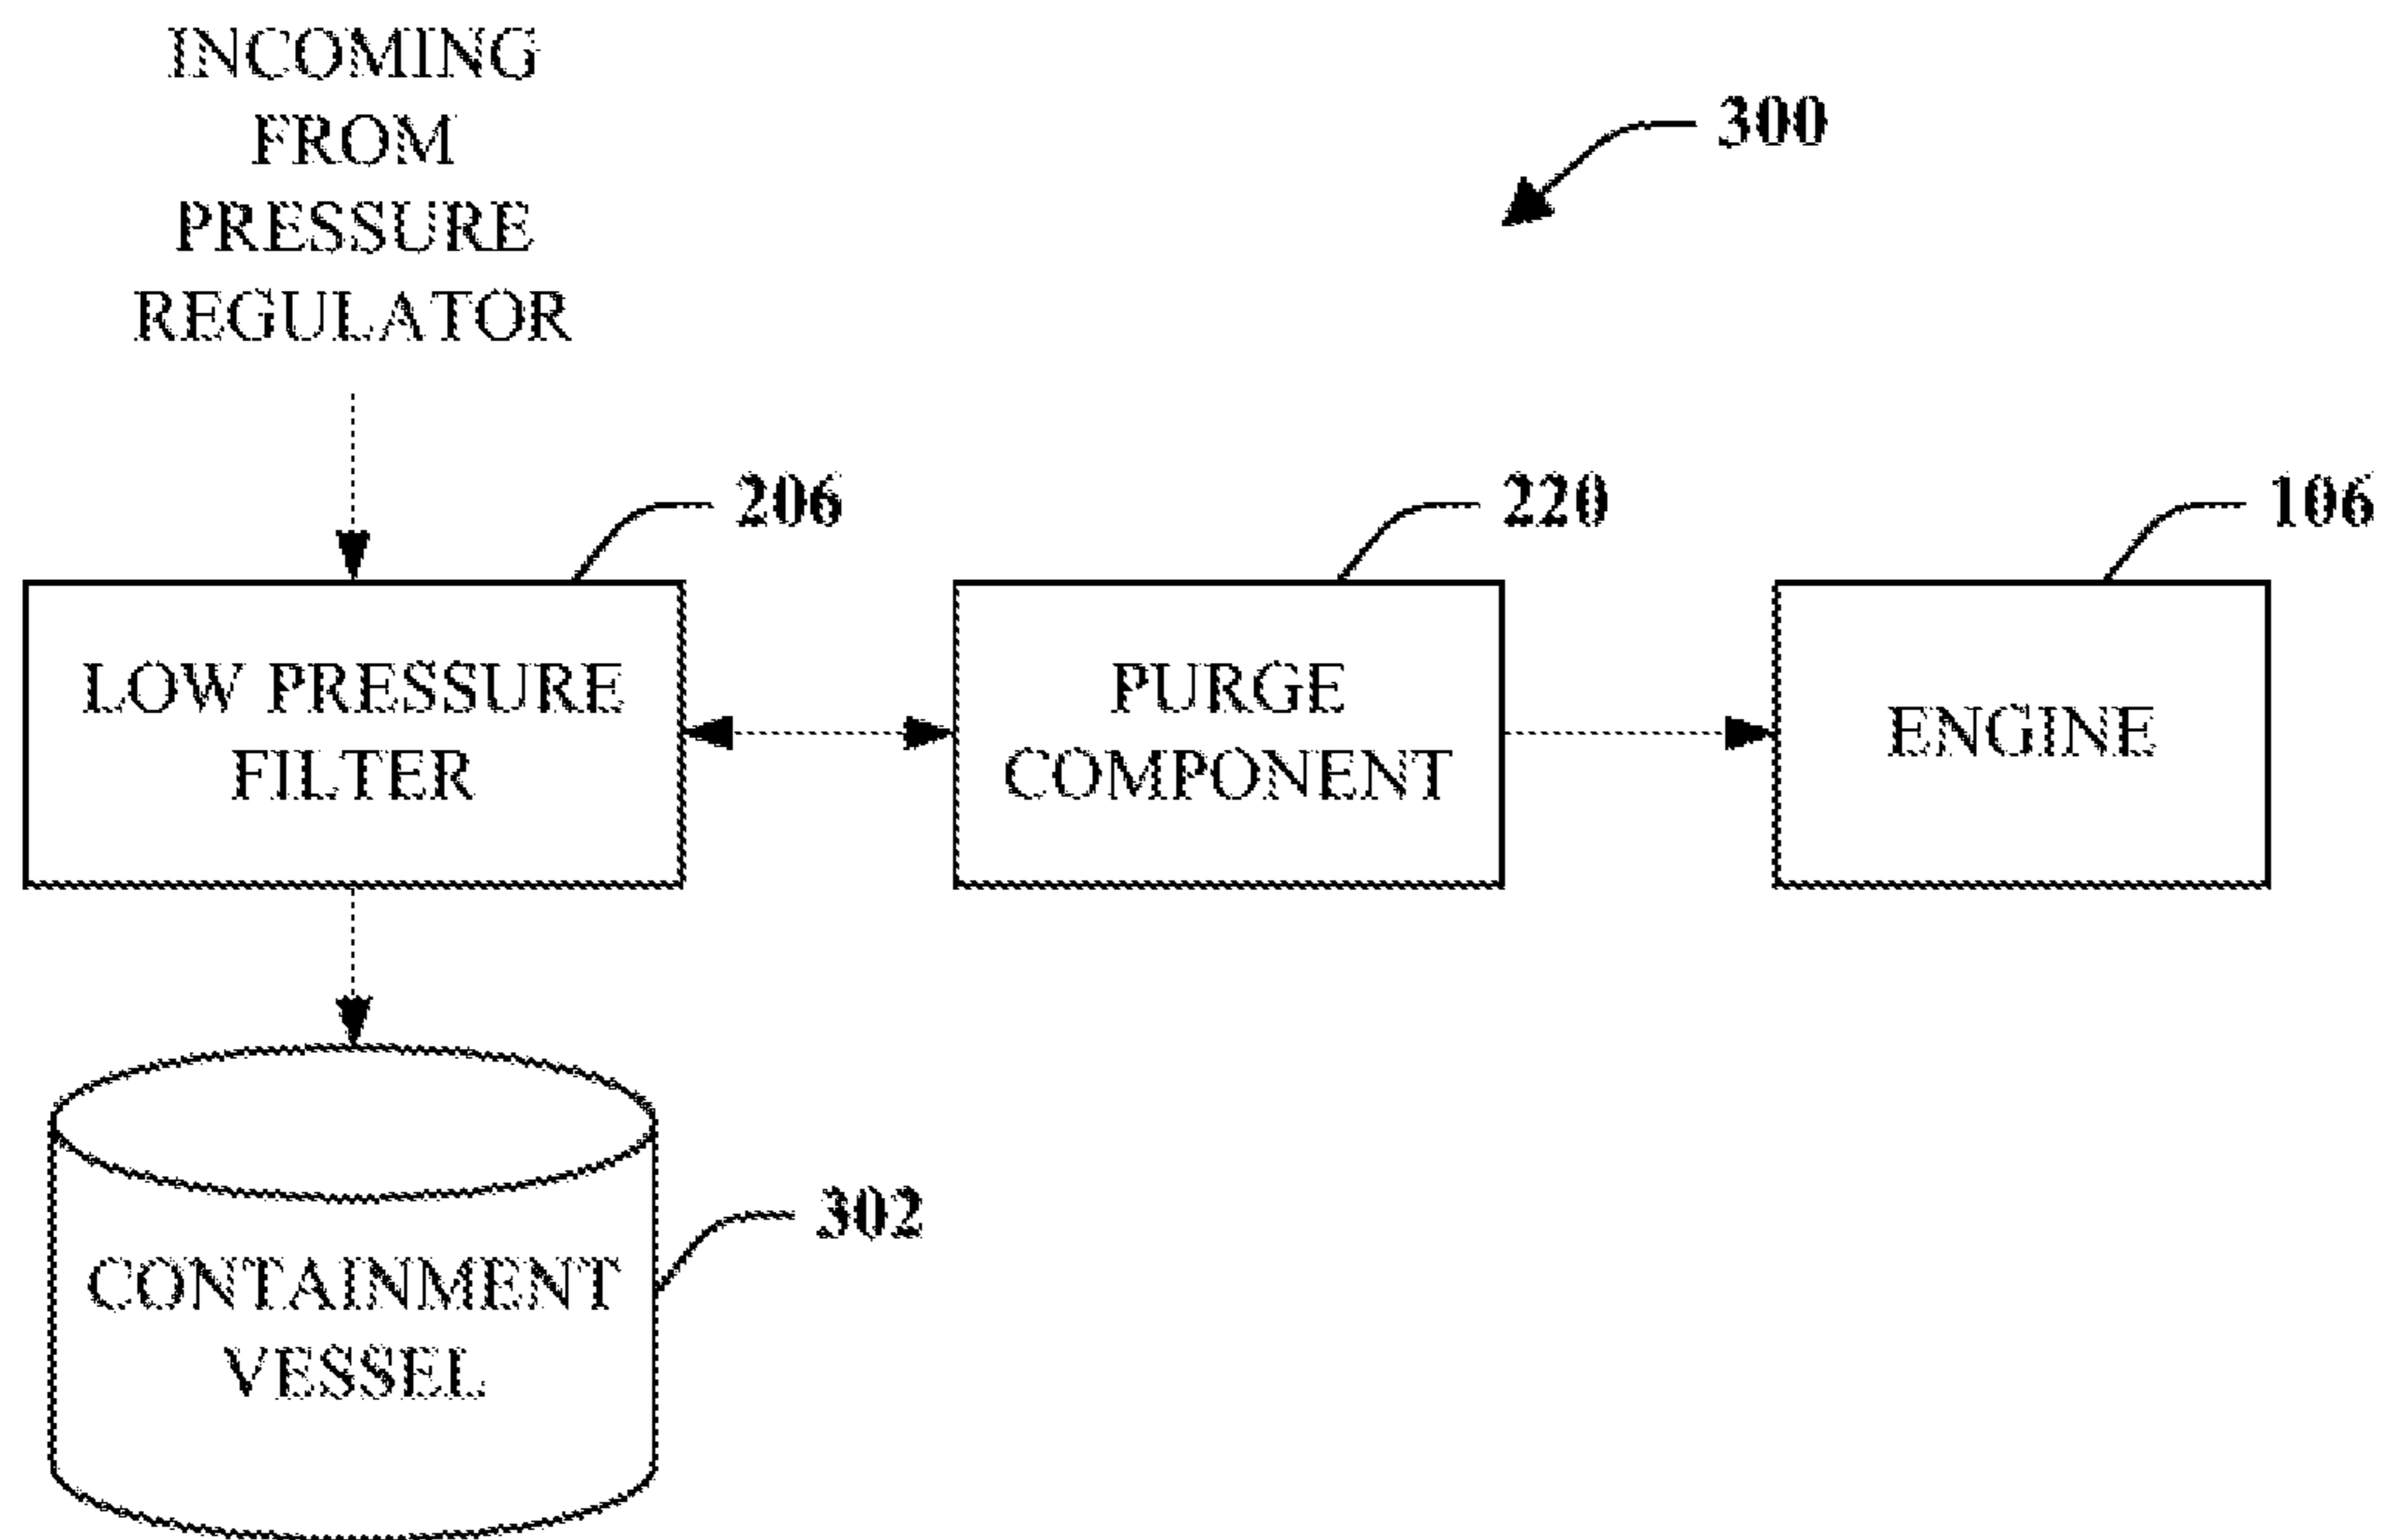 INCOMING
FROM
PRESSURE
REGULATOR
300
206
220
106
LOW PRESSURE
FILTER
PURGE
COMPONENT
ENGINE
302
CONTAINMENT
VESSEL